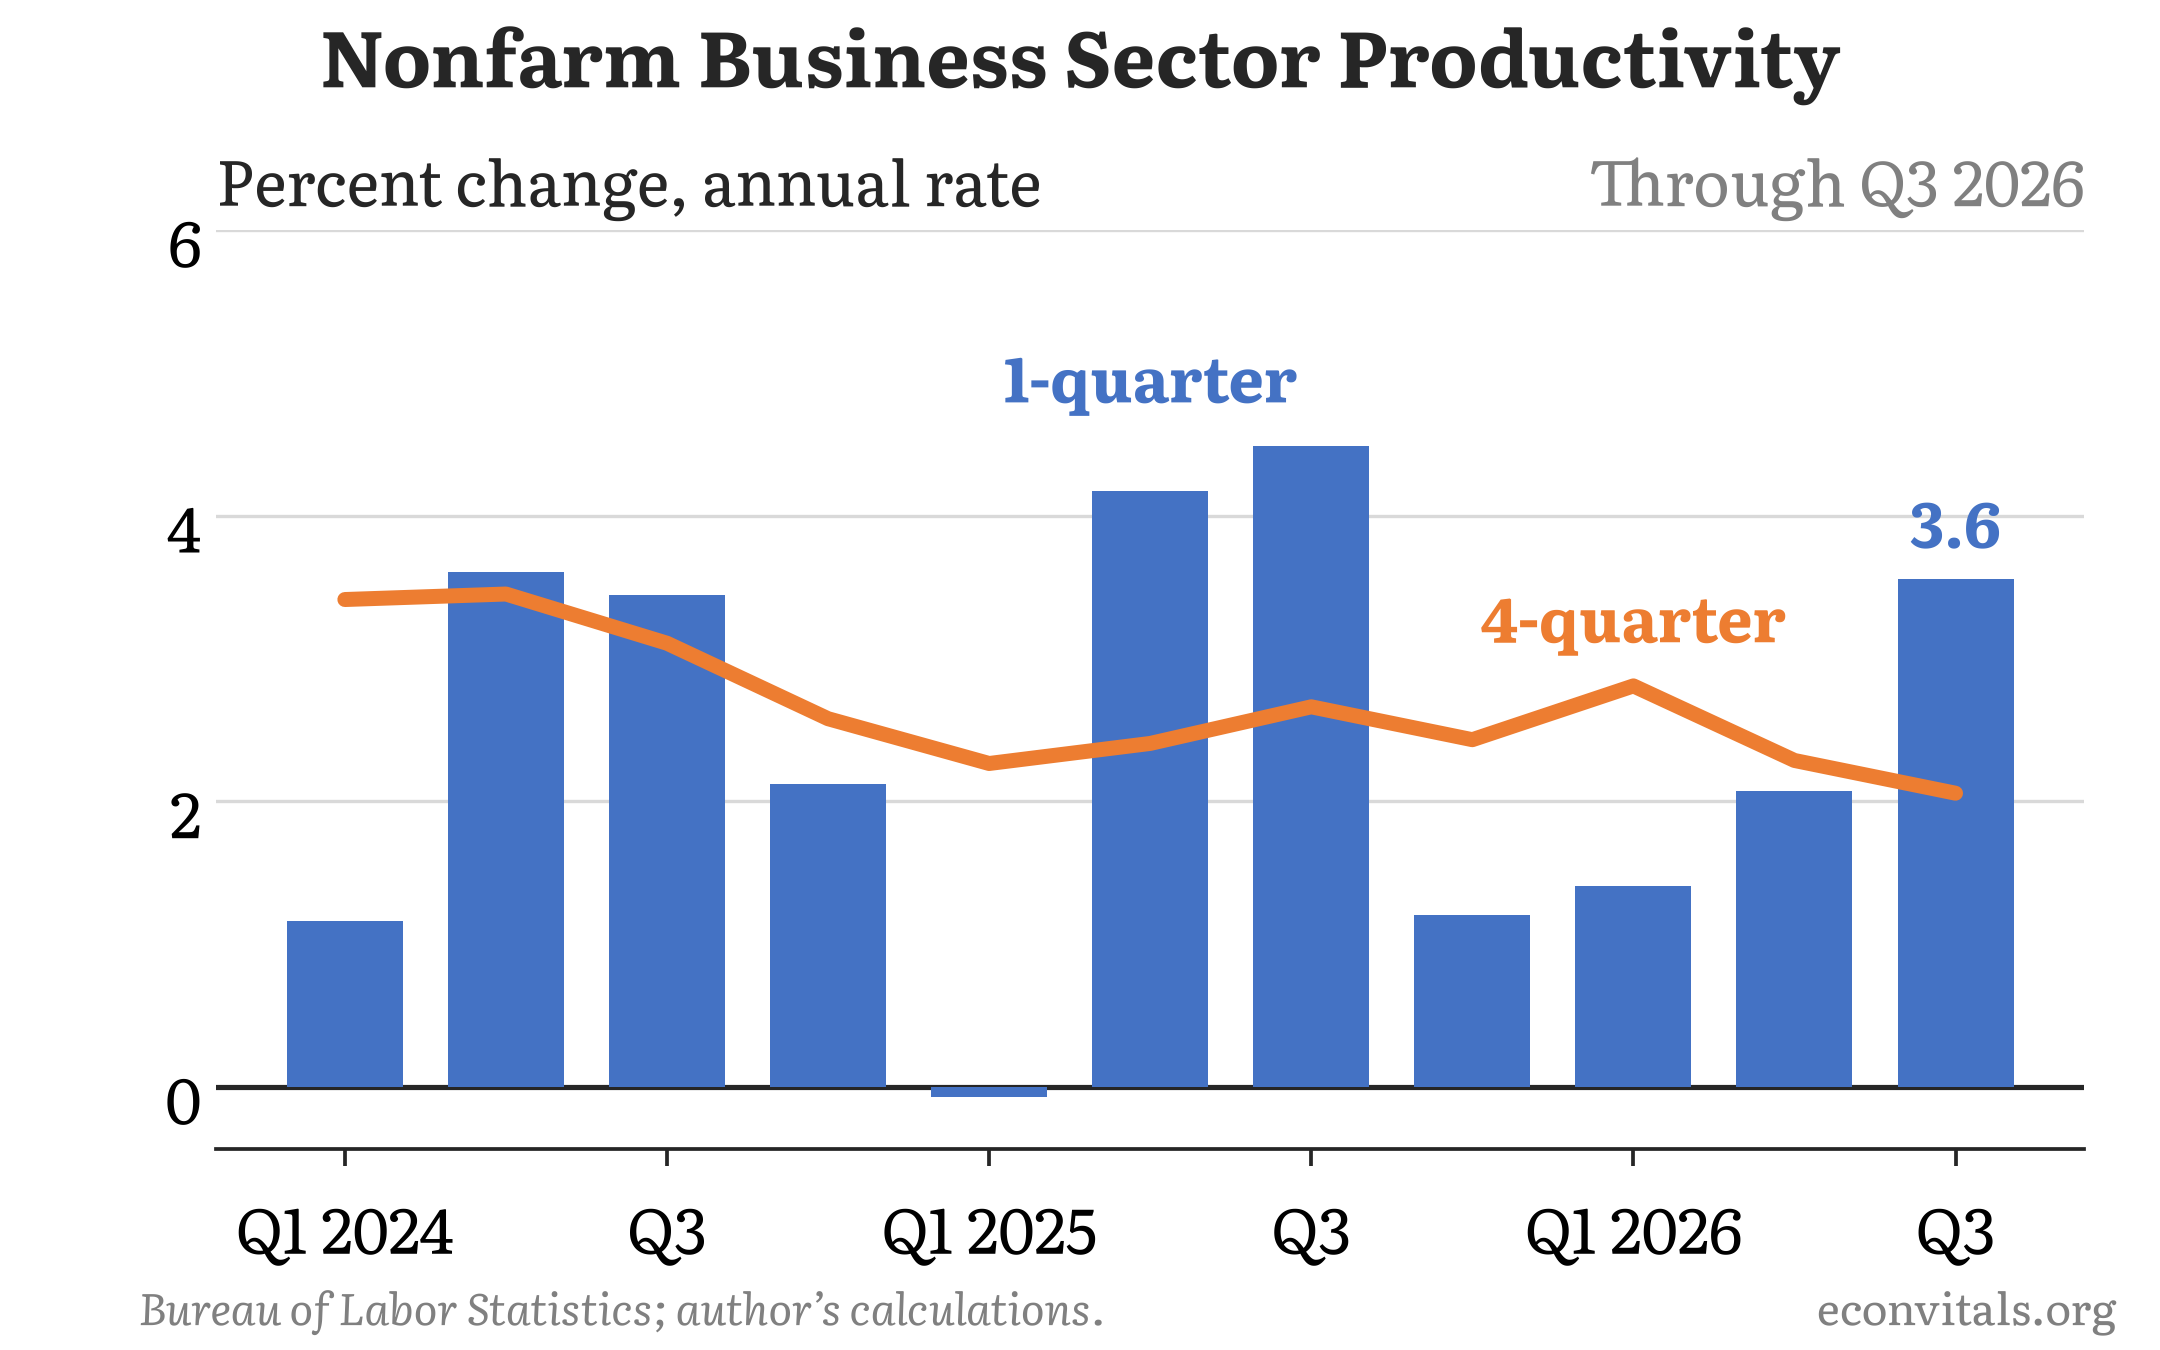 Nonfarm Business Sector Productivity
Percent change, annual rate
Through Q3 2026
6
1-quarter
4
3.6
4-quarter
2
0
Q1 2024 Q3 Q1 2025 Q3 Q1 2026 Q3
Bureau of Labor Statistics; author’s calculations.
econvitals.org